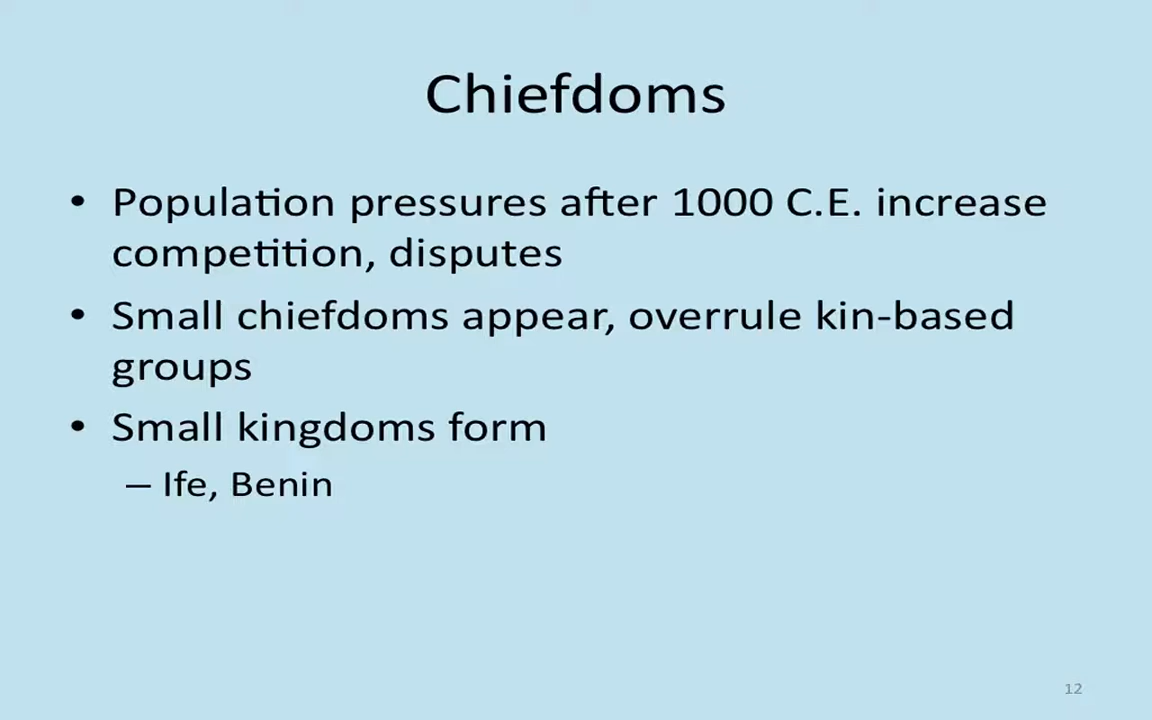 Chiefdoms
• Population pressures after 1000 C.E. increase
competition, disputes
• Small chiefdoms appear, overrule kin-based
groups
• Small kingdoms form
– Ife, Benin
12